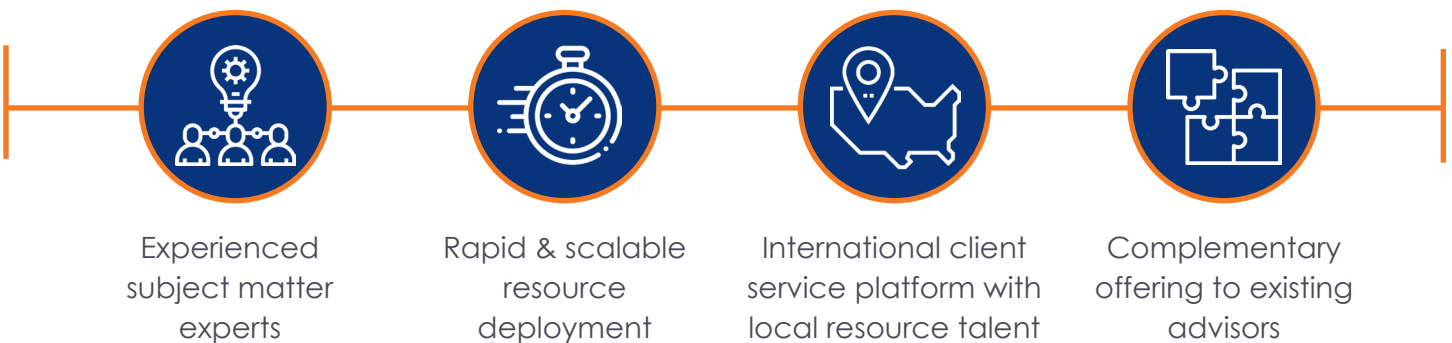 Experienced
subject matter
experts
Rapid & scalable
resource
deployment
International client
service platform with
local resource talent
Complementary
offering to existing
advisors